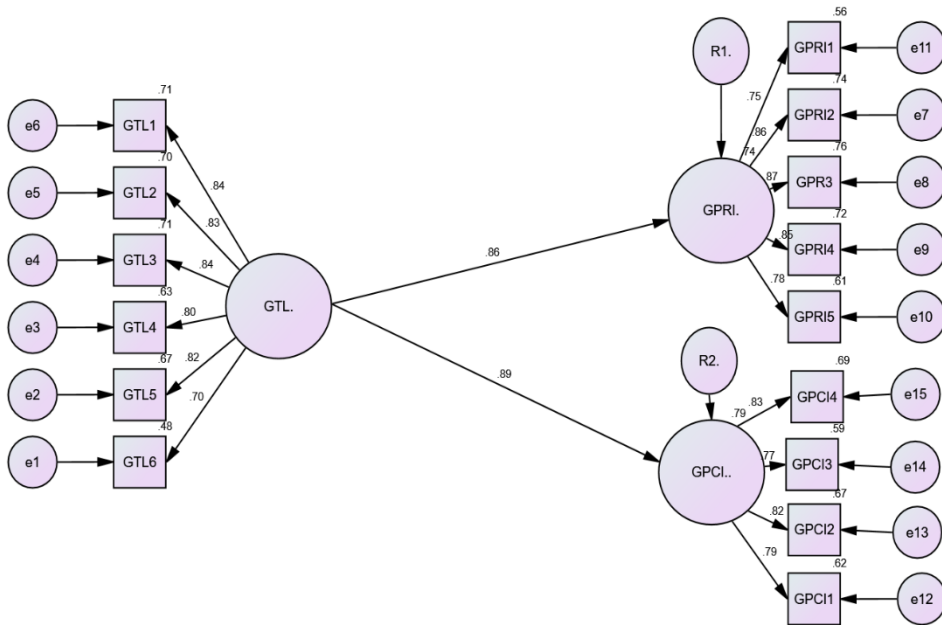 .71
e6
GTL1
.84
.70
e5
GTL2
.83
.71
e4
GTL3
.84
.63
e3
GTL4
.80
.67
e2
GTL5
.82
.48
e1
GTL6
.70
GTL.
.86
.89
R1.
GPRI.
.74
.56
GPRI1
e11
.75
.74
GPRI2
e7
.86
.76
GPR3
e8
.87
.72
GPRI4
e9
.85
.61
GPRI5
e10
.78
R2.
GPCI..
.79
.69
GPCI4
e15
.83
.59
GPCI3
e14
.77
.67
GPCI2
e13
.82
.62
GPCI1
e12
.79